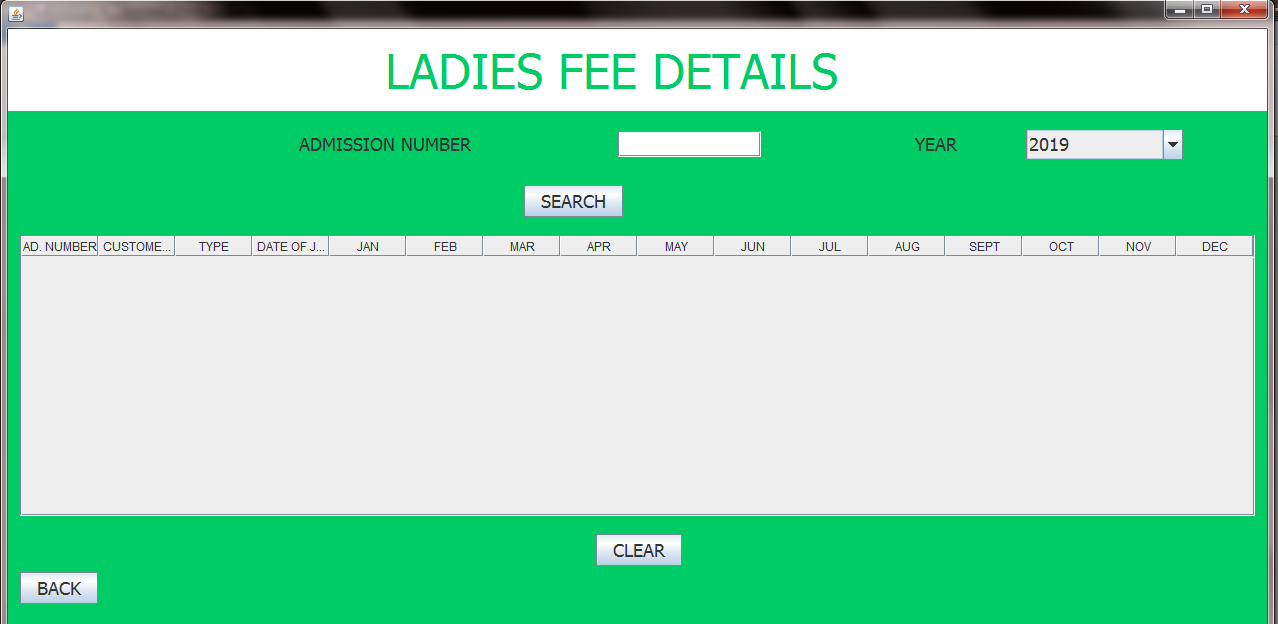 LADIES FEE DETAILS
ADMISSION NUMBER YEAR 2019
SEARCH
AD. NUMBER CUSTOME... TYPE DATE OF J... JAN FEB MAR APR MAY JUN JUL AUG SEPT OCT NOV DEC
CLEAR
BACK